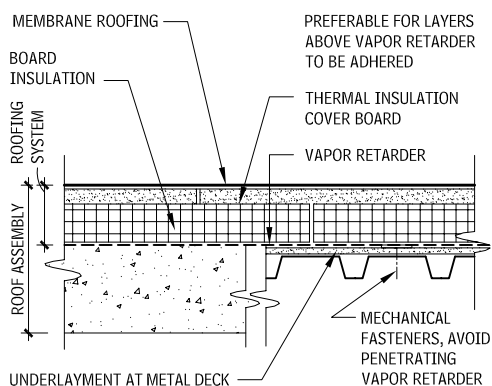 MEMBRANE ROOFING
PREFERABLE FOR LAYERS
ABOVE VAPOR RETARDER
TO BE ADHERED
BOARD
INSULATION
THERMAL INSULATION
COVER BOARD
VAPOR RETARDER
ROOFING
SYSTEM
ROOF ASSEMBLY
MECHANICAL
FASTENERS, AVOID
PENETRATING
VAPOR RETARDER
UNDERLAYMENT AT METAL DECK